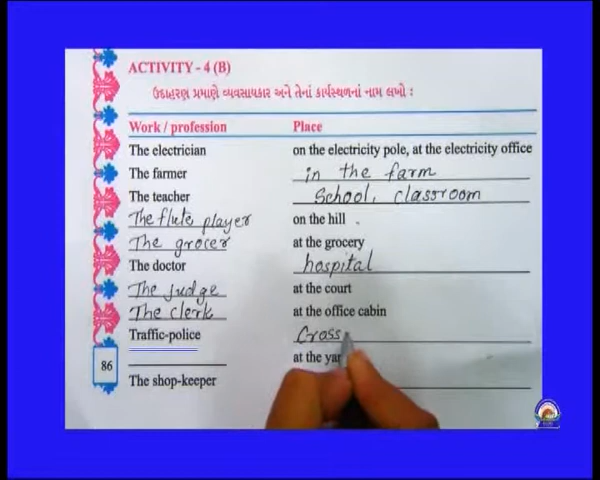 ACTIVITY - 4 (B)
ઉદાહરણ પ્રમાણે વ્યવસાયકાર અને તેનાં કાર્યસ્થળનાં નામ લખો :
Work / profession Place
The electrician on the electricity pole, at the electricity office
The farmer in the farm
The teacher School, classroom
The flute player on the hill
The grocer at the grocery
The doctor hospital
The judge at the court
The clerk at the office cabin
Traffic-police Cross
at the
The shop-keeper
86